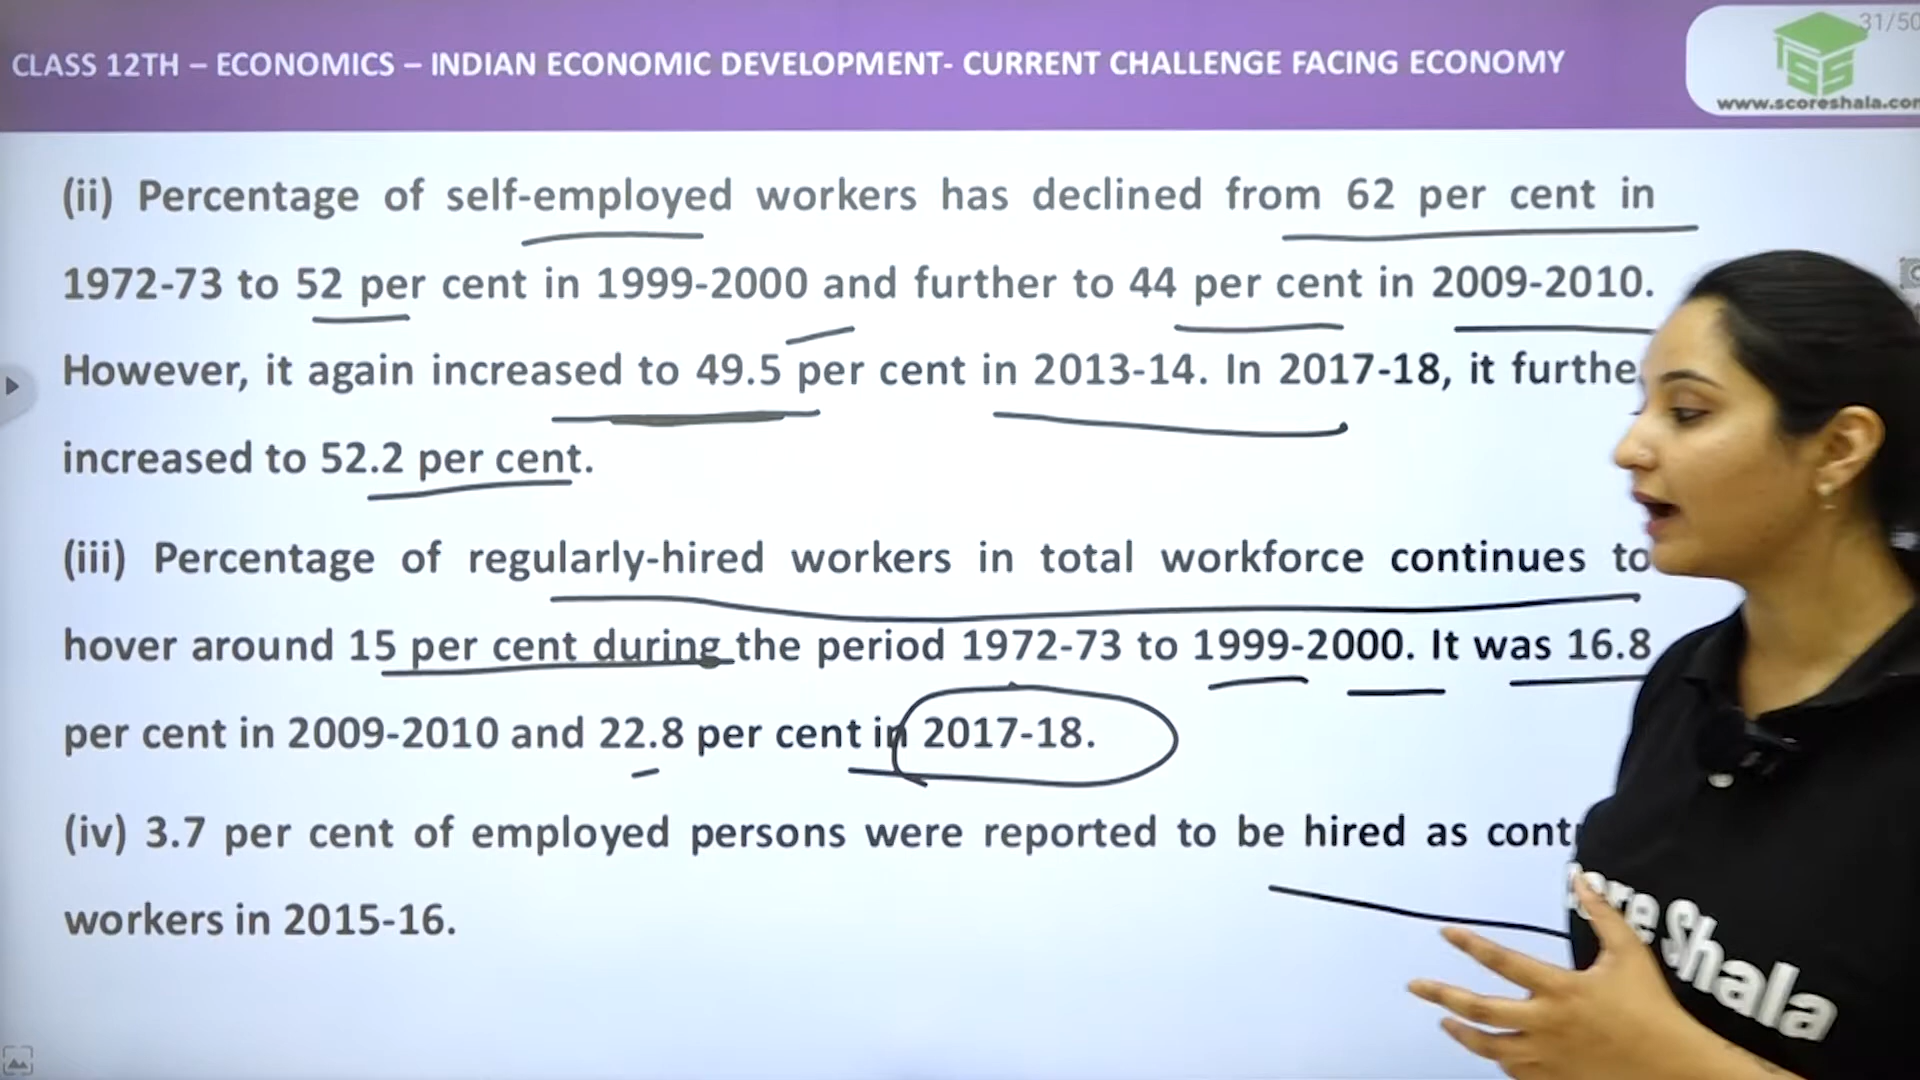 31/50
CLASS 12TH – ECONOMICS – INDIAN ECONOMIC DEVELOPMENT- CURRENT CHALLENGE FACING ECONOMY
www.scoreshala.com
(ii) Percentage of self-employed workers has declined from 62 per cent in
1972-73 to 52 per cent in 1999-2000 and further to 44 per cent in 2009-2010.
However, it again increased to 49.5 per cent in 2013-14. In 2017-18, it furthe
increased to 52.2 per cent.
(iii) Percentage of regularly-hired workers in total workforce continues to
hover around 15 per cent during the period 1972-73 to 1999-2000. It was 16.8
per cent in 2009-2010 and 22.8 per cent in 2017-18.
(iv) 3.7 per cent of employed persons were reported to be hired as cont
workers in 2015-16.
ore Shala